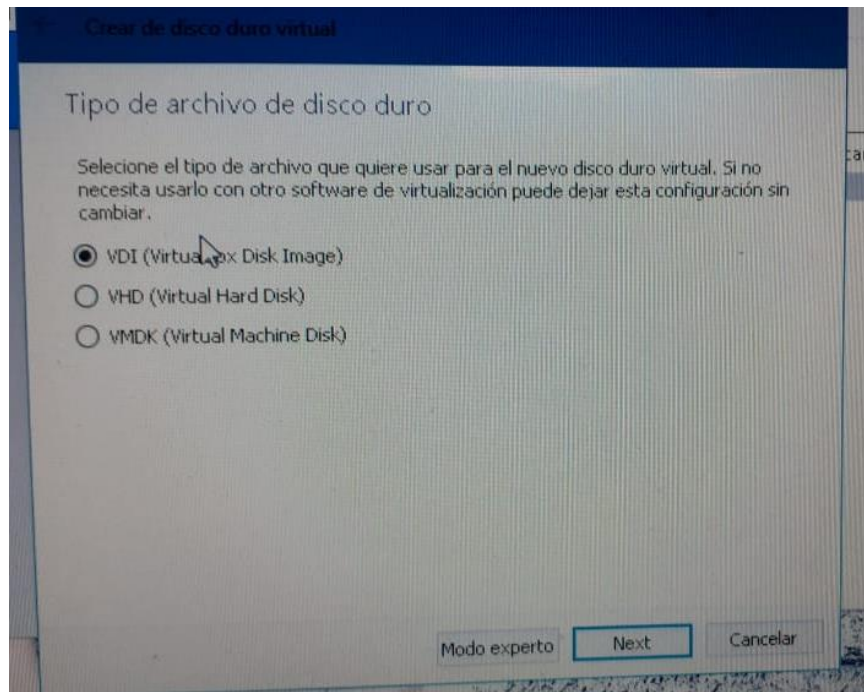 Crear de disco duro virtual
Tipo de archivo de disco duro
Selecione el tipo de archivo que quiere usar para el nuevo disco duro virtual. Si no
necesita usarlo con otro software de virtualización puede dejar esta configuración sin
cambiar.
VDI (VirtualBox Disk Image)
VHD (Virtual Hard Disk)
VMDK (Virtual Machine Disk)
Modo experto Next Cancelar